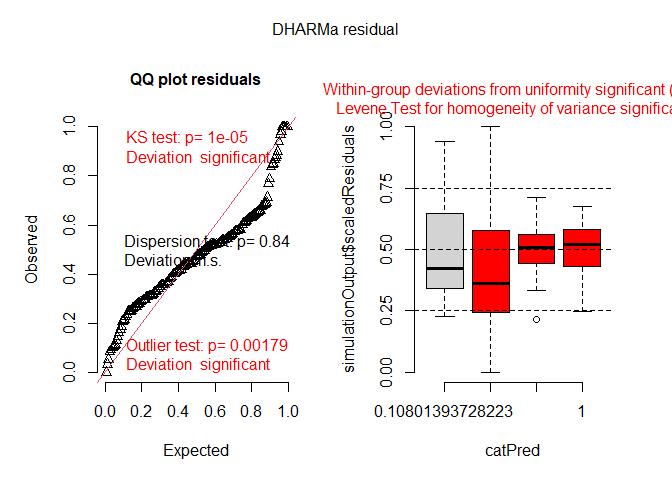 DHARMa residual
QQ plot residuals
KS test: p= 1e-05
Deviation significant
Dispersion test: p= 0.84
Deviation n.s.
Outlier test: p= 0.00179
Deviation significant
Observed
0.0
0.2
0.4
0.6
0.8
1.0
0.0 0.2 0.4 0.6 0.8 1.0
Expected
Within-group deviations from uniformity significant (
Levene Test for homogeneity of variance significa
simulationOutput$scaledResiduals
0.00
0.25
0.50
0.75
1.00
0.10801393728223 1
catPred